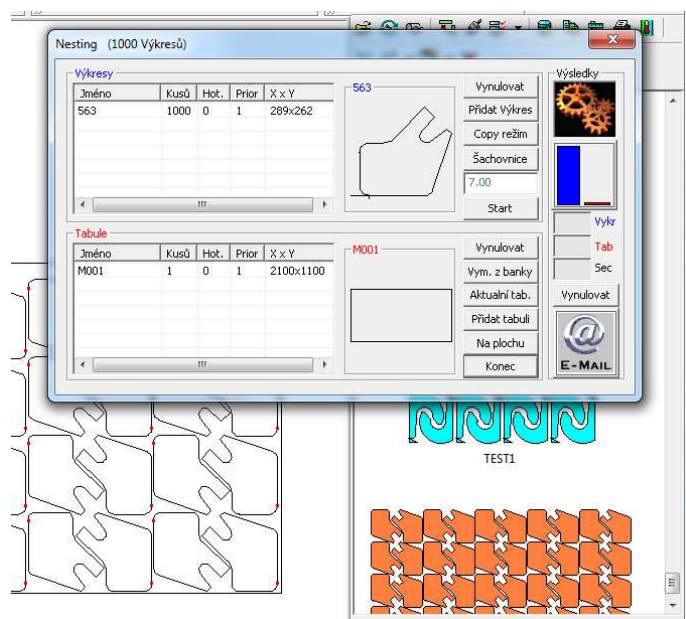 Nesting (1000 Výkresů)
Výkresy
Jméno Kusů Hot. Prior X x Y
563 1000 0 1 289x262
563
Vynulovat
Přidat Výkres
Copy režim
Šachovnice
7.00
Start
Tabule
Jméno Kusů Hot. Prior X x Y
M001 1 0 1 2100x1100
M001
Vynulovat
Vym. z banky
Aktualní tab.
Přidat tabuli
Na plochu
Konec
Výsledky
Vykr
Tab
Sec
Vynulovat
@
E-MAIL
TEST1